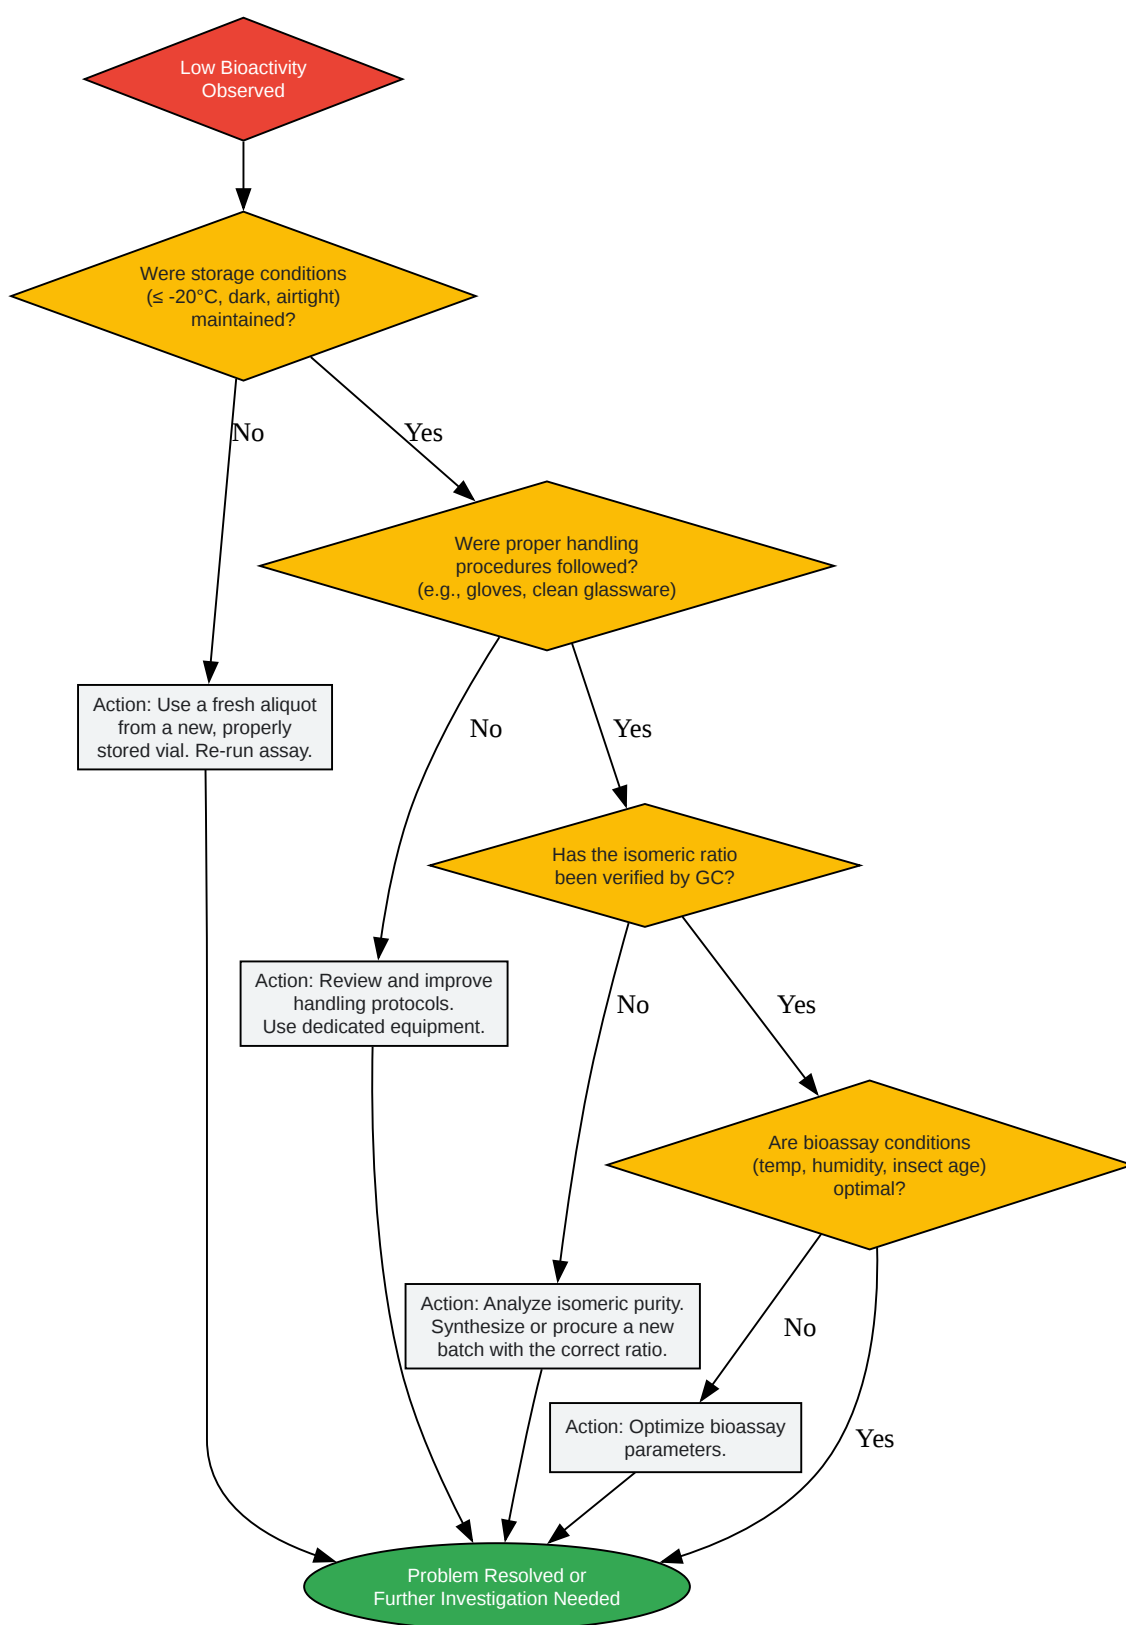 Low Bioactivity
Observed
Were storage conditions
(≤ -20°C, dark, airtight)
maintained?
No
Yes
Were proper handling
procedures followed?
(e.g., gloves, clean glassware)
Action: Use a fresh aliquot
from a new, properly
stored vial. Re-run assay.
No
Yes
Has the isomeric ratio
been verified by GC?
Action: Review and improve
handling protocols.
Use dedicated equipment.
No
Yes
Are bioassay conditions
(temp, humidity, insect age)
optimal?
Action: Analyze isomeric purity.
Synthesize or procure a new
batch with the correct ratio.
No
Action: Optimize bioassay
parameters.
Yes
Problem Resolved or
Further Investigation Needed